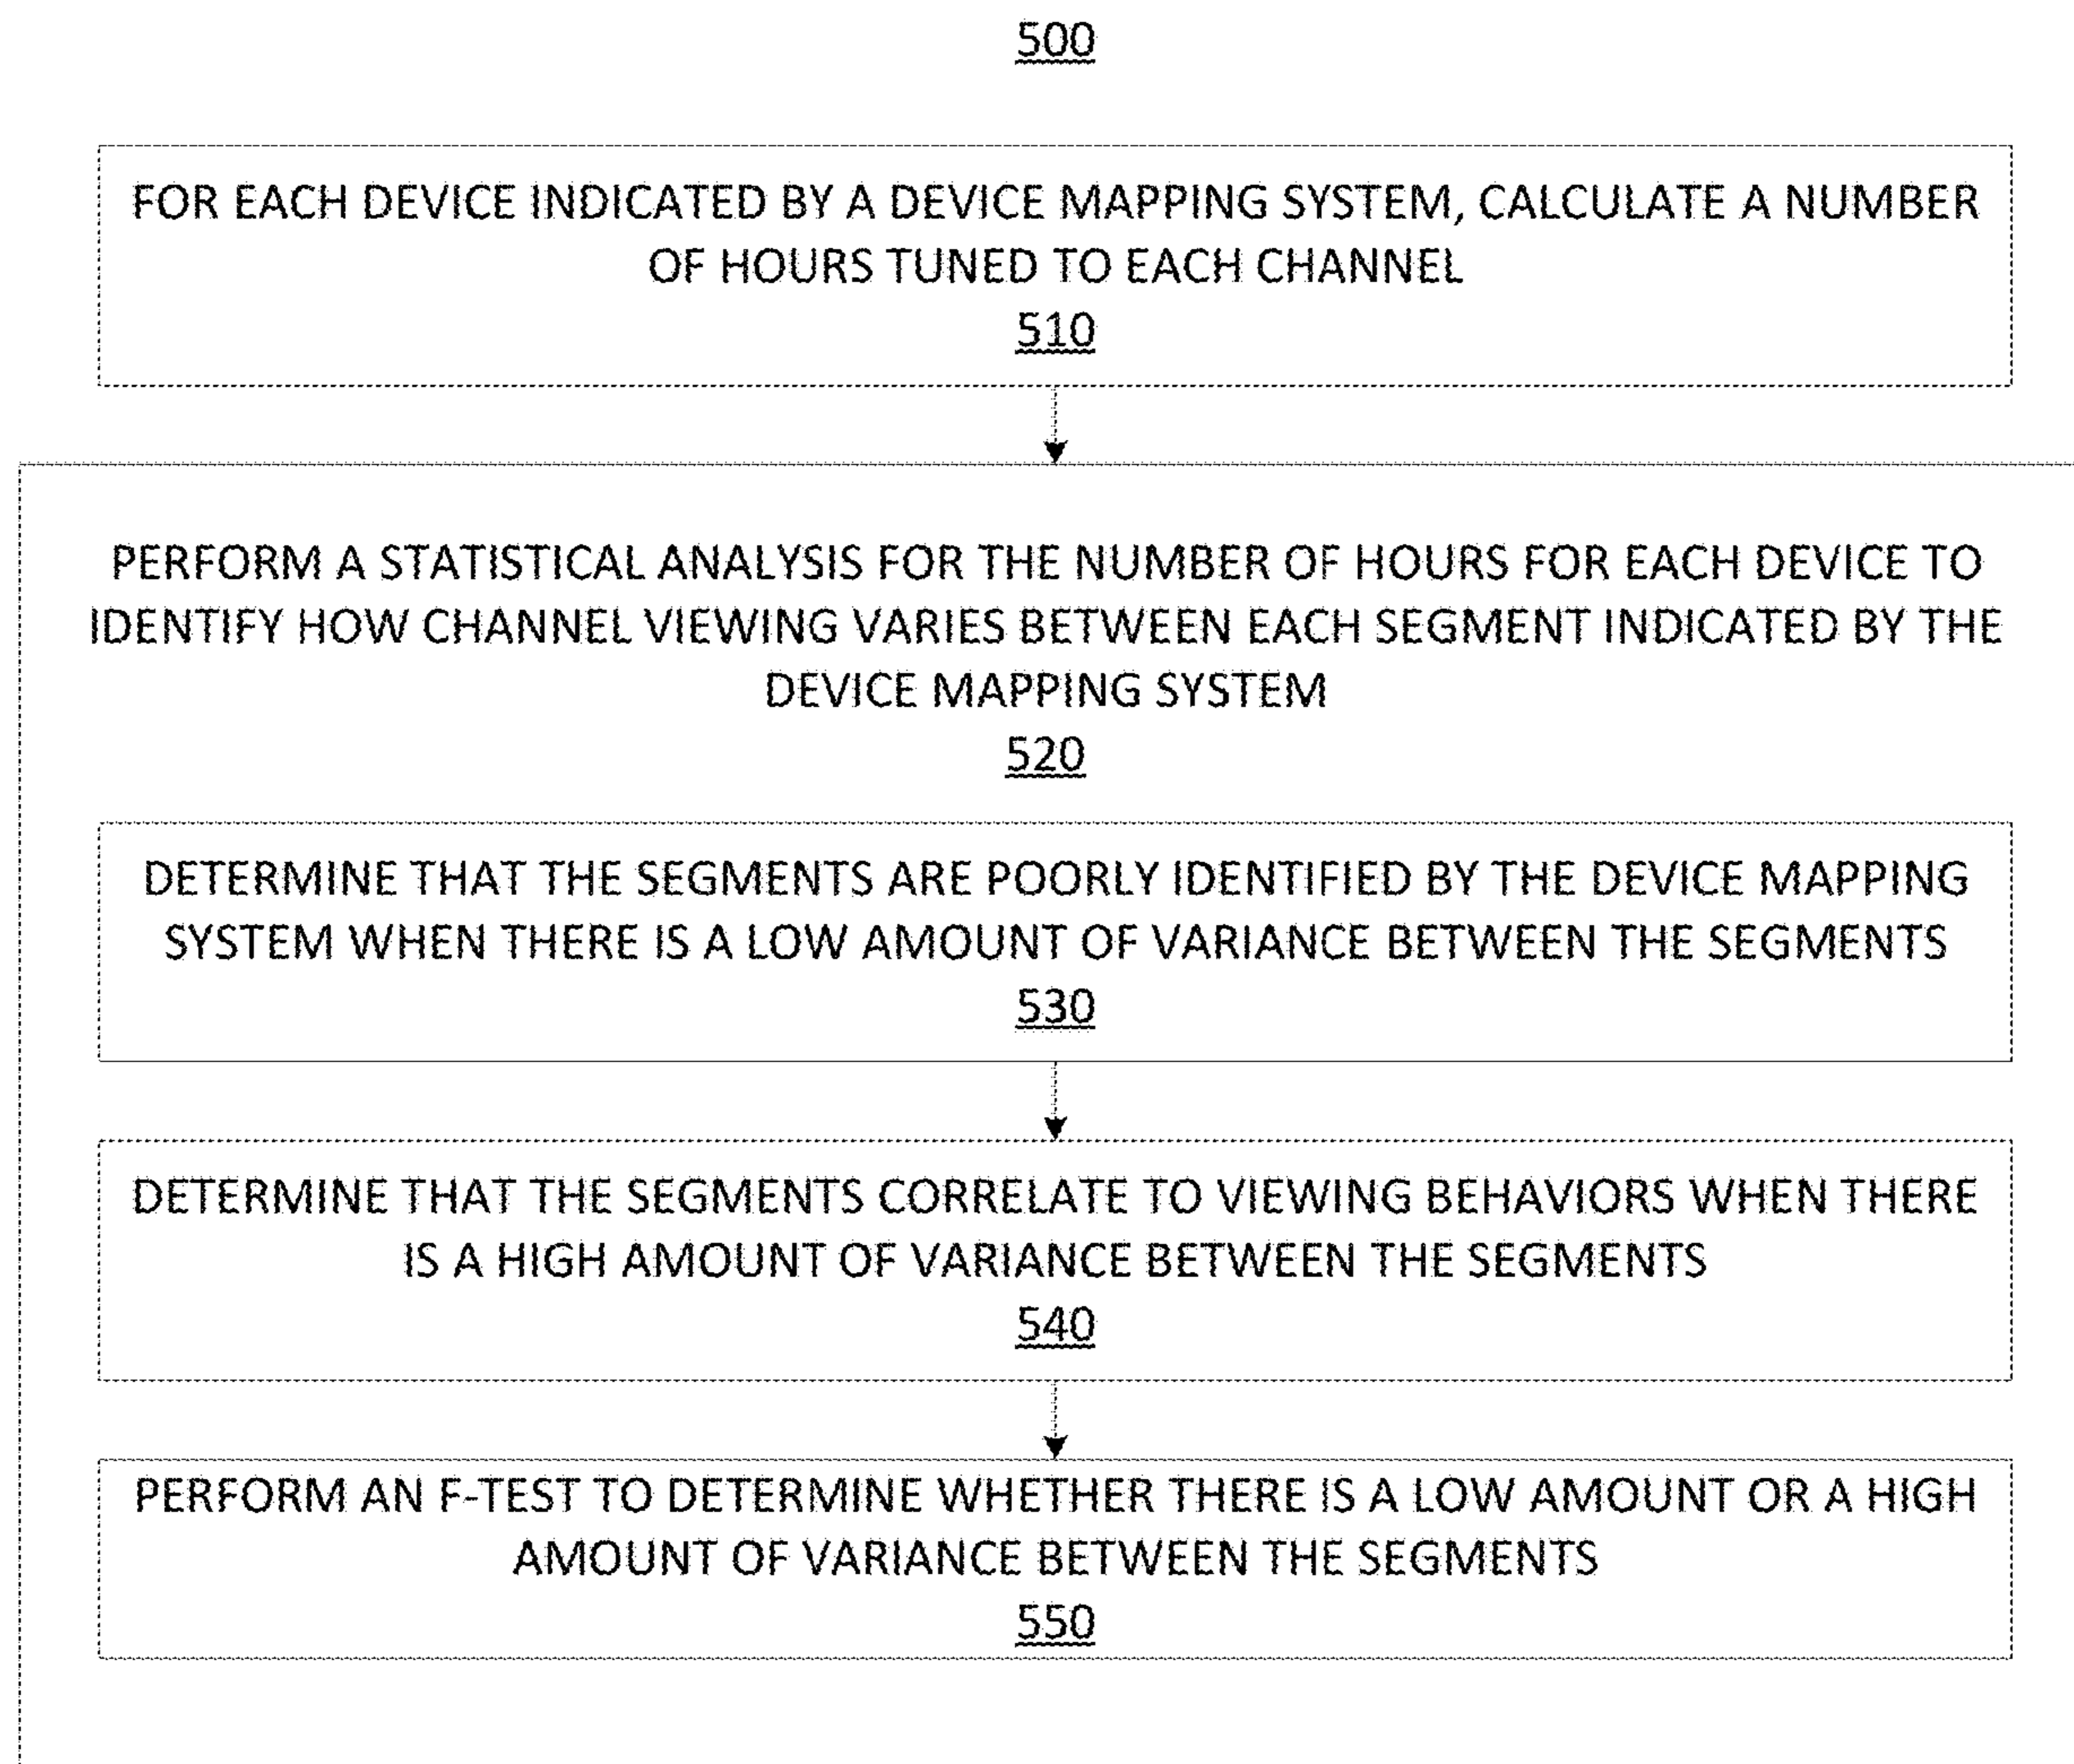 500
FOR EACH DEVICE INDICATED BY A DEVICE MAPPING SYSTEM, CALCULATE A NUMBER
OF HOURS TUNED TO EACH CHANNEL
510
PERFORM A STATISTICAL ANALYSIS FOR THE NUMBER OF HOURS FOR EACH DEVICE TO
IDENTIFY HOW CHANNEL VIEWING VARIES BETWEEN EACH SEGMENT INDICATED BY THE
DEVICE MAPPING SYSTEM
520
DETERMINE THAT THE SEGMENTS ARE POORLY IDENTIFIED BY THE DEVICE MAPPING
SYSTEM WHEN THERE IS A LOW AMOUNT OF VARIANCE BETWEEN THE SEGMENTS
530
DETERMINE THAT THE SEGMENTS CORRELATE TO VIEWING BEHAVIORS WHEN THERE
IS A HIGH AMOUNT OF VARIANCE BETWEEN THE SEGMENTS
540
PERFORM AN F-TEST TO DETERMINE WHETHER THERE IS A LOW AMOUNT OR A HIGH
AMOUNT OF VARIANCE BETWEEN THE SEGMENTS
550